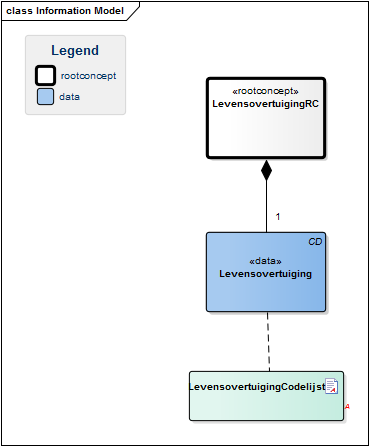 class Information Model
Legend
rootconcept
data
«rootconcept»
LevensovertuigingRC
1
CD
«data»
Levensovertuiging
LevensovertuigingCodelijst
A